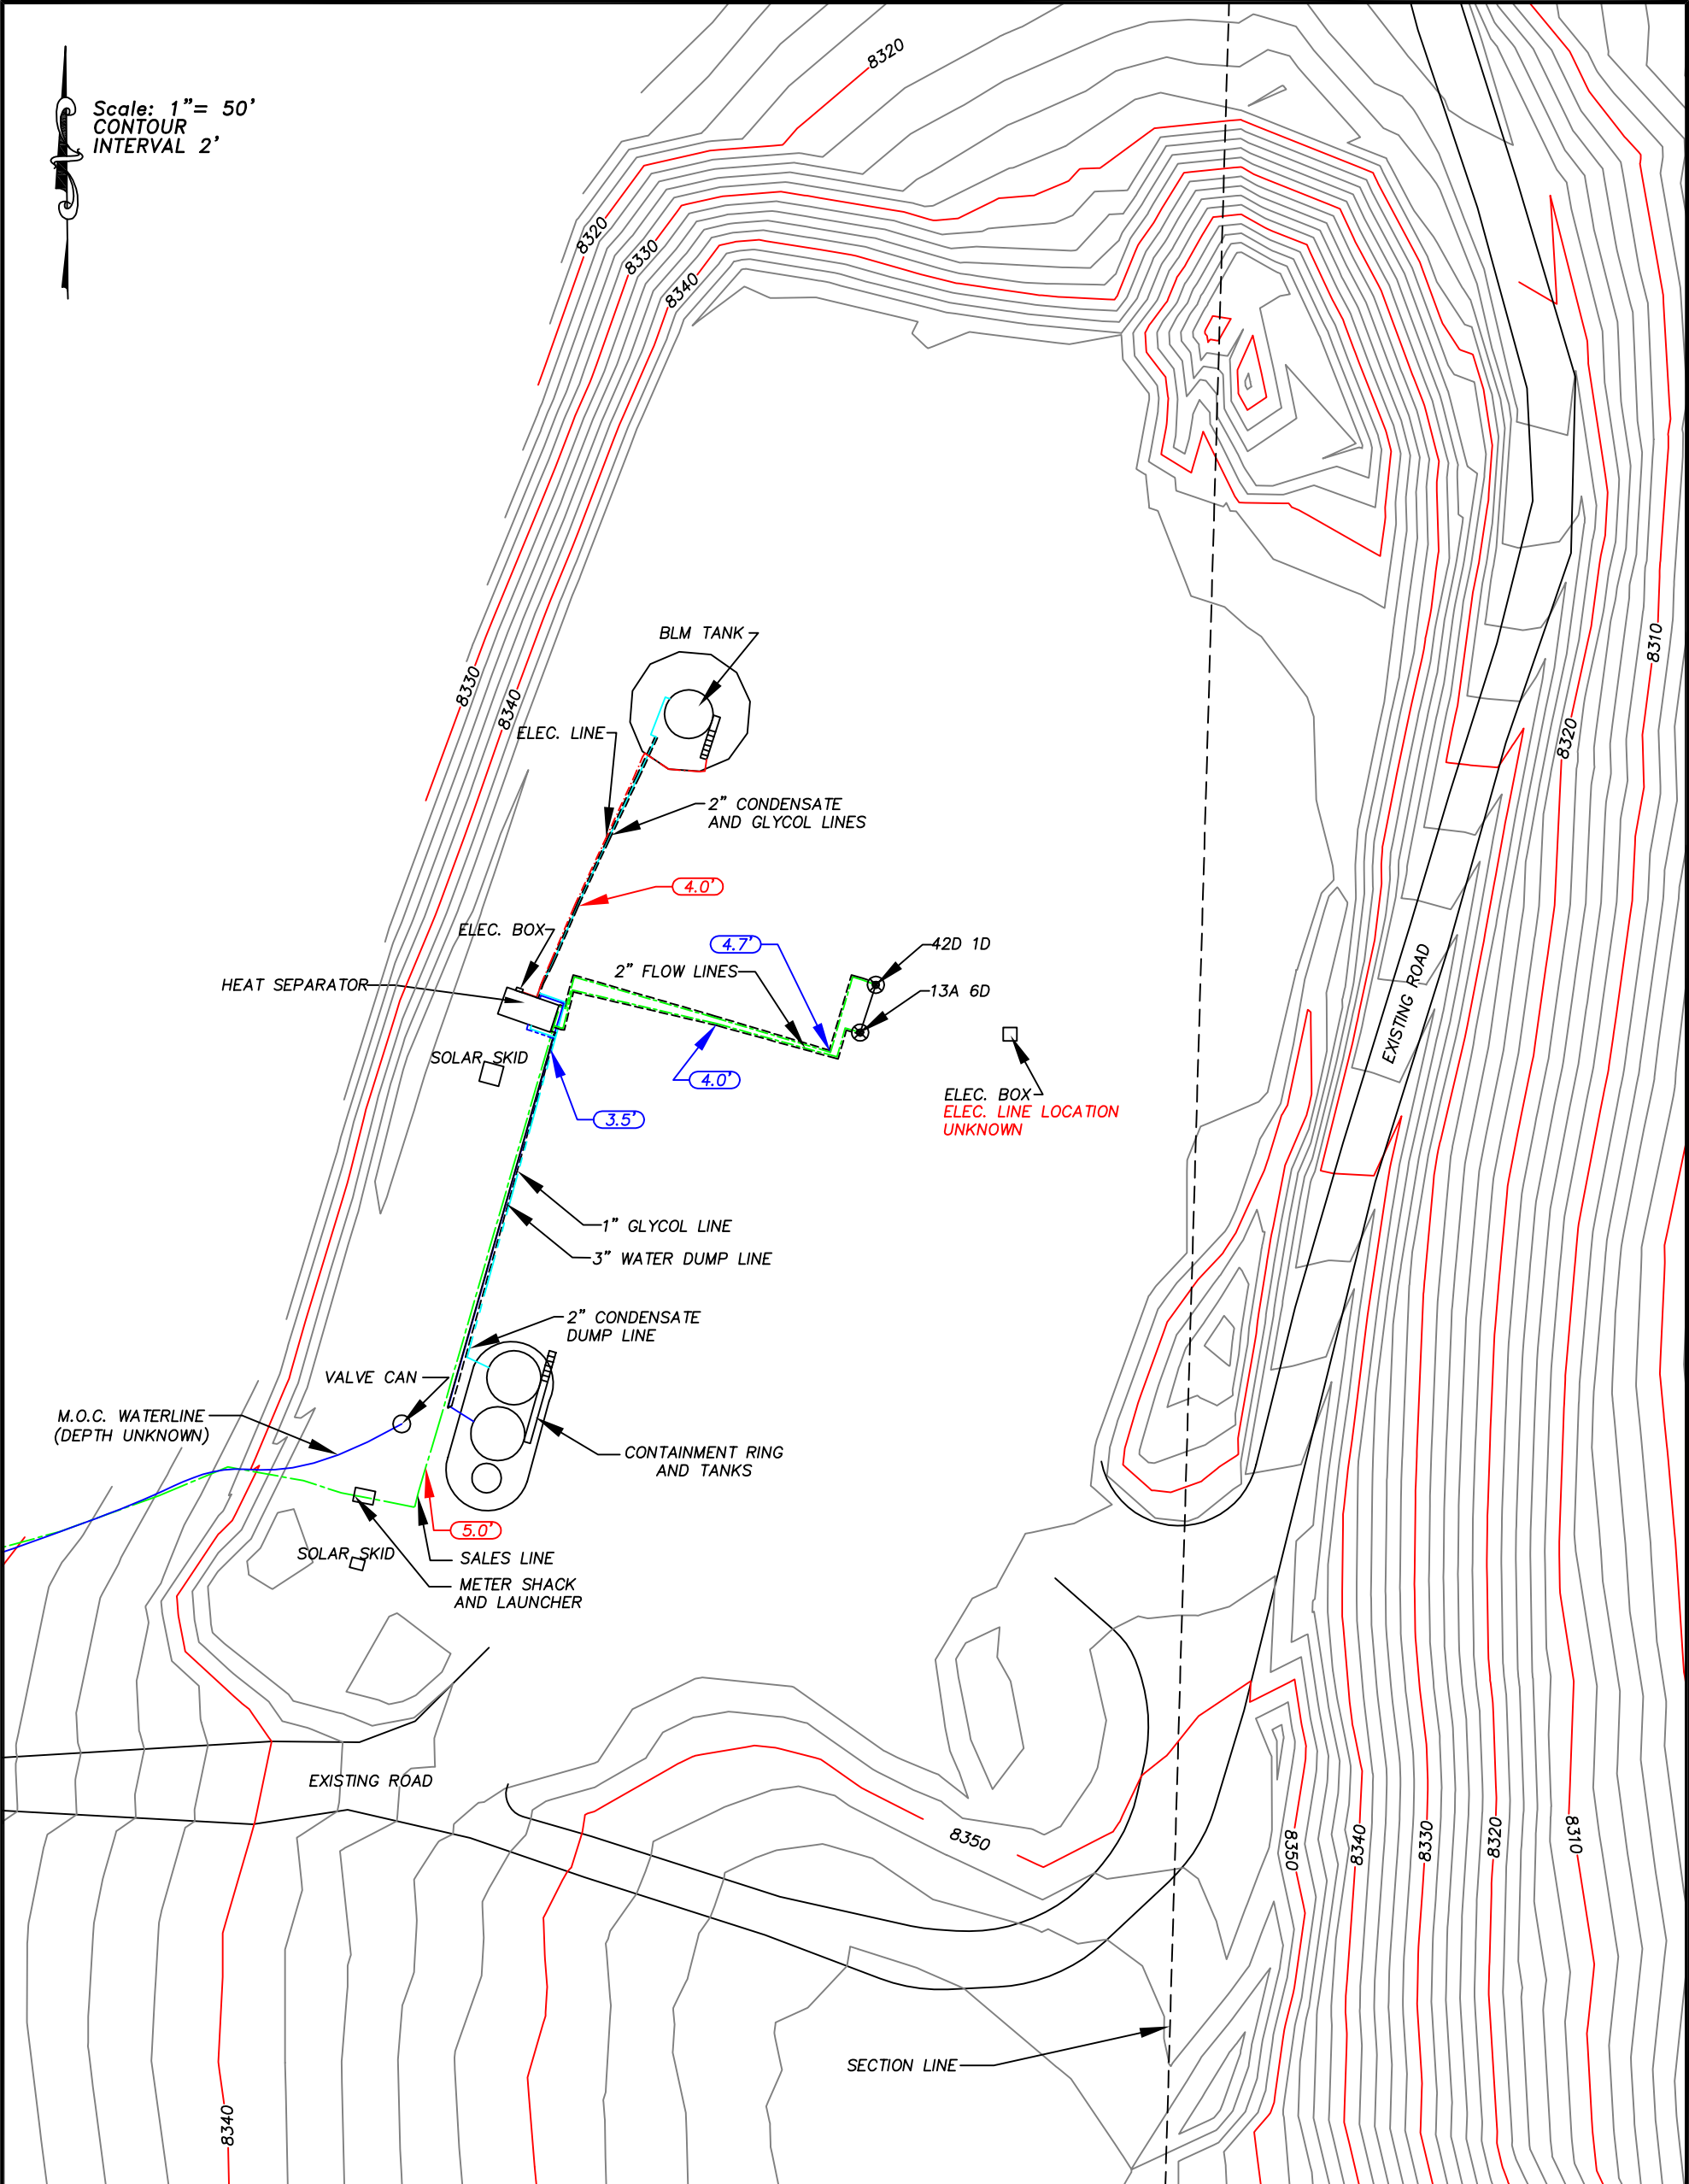 Scale: 1"= 50'
CONTOUR
INTERVAL 2'
8320
8320
8330
8340
8310
BLM TANK
8330
8340
ELEC. LINE
8320
2" CONDENSATE
AND GLYCOL LINES
4.0'
ELEC. BOX
4.7'
42D 1D
2" FLOW LINES
HEAT SEPARATOR
13A 6D
EXISTING ROAD
SOLAR SKID
4.0'
ELEC. BOX
ELEC. LINE LOCATION
UNKNOWN
3.5'
1" GLYCOL LINE
3" WATER DUMP LINE
2" CONDENSATE
DUMP LINE
VALVE CAN
M.O.C. WATERLINE
(DEPTH UNKNOWN)
CONTAINMENT RING
AND TANKS
5.0'
SOLAR SKID
SALES LINE
METER SHACK
AND LAUNCHER
EXISTING ROAD
8350
8350
8340
8330
8320
8310
SECTION LINE
8340